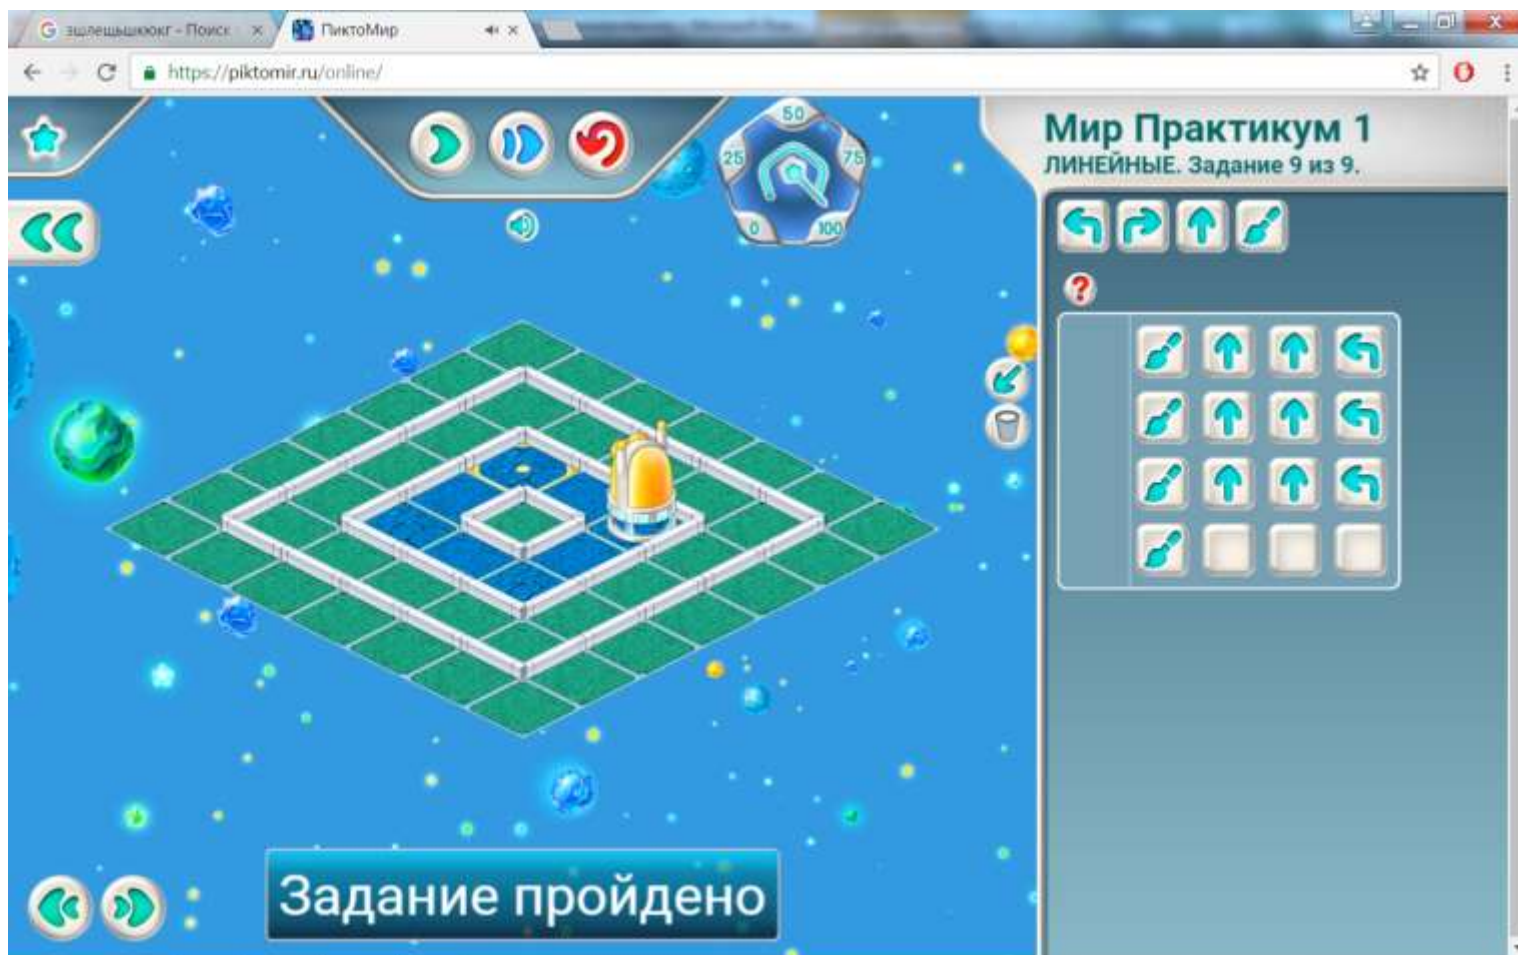 ПиктоМир
https://piktomir.ru/online/
50
25
75
0
100
Мир Практикум 1
ЛИНЕЙНЫЕ. Задание 9 из 9.
?
Задание пройдено